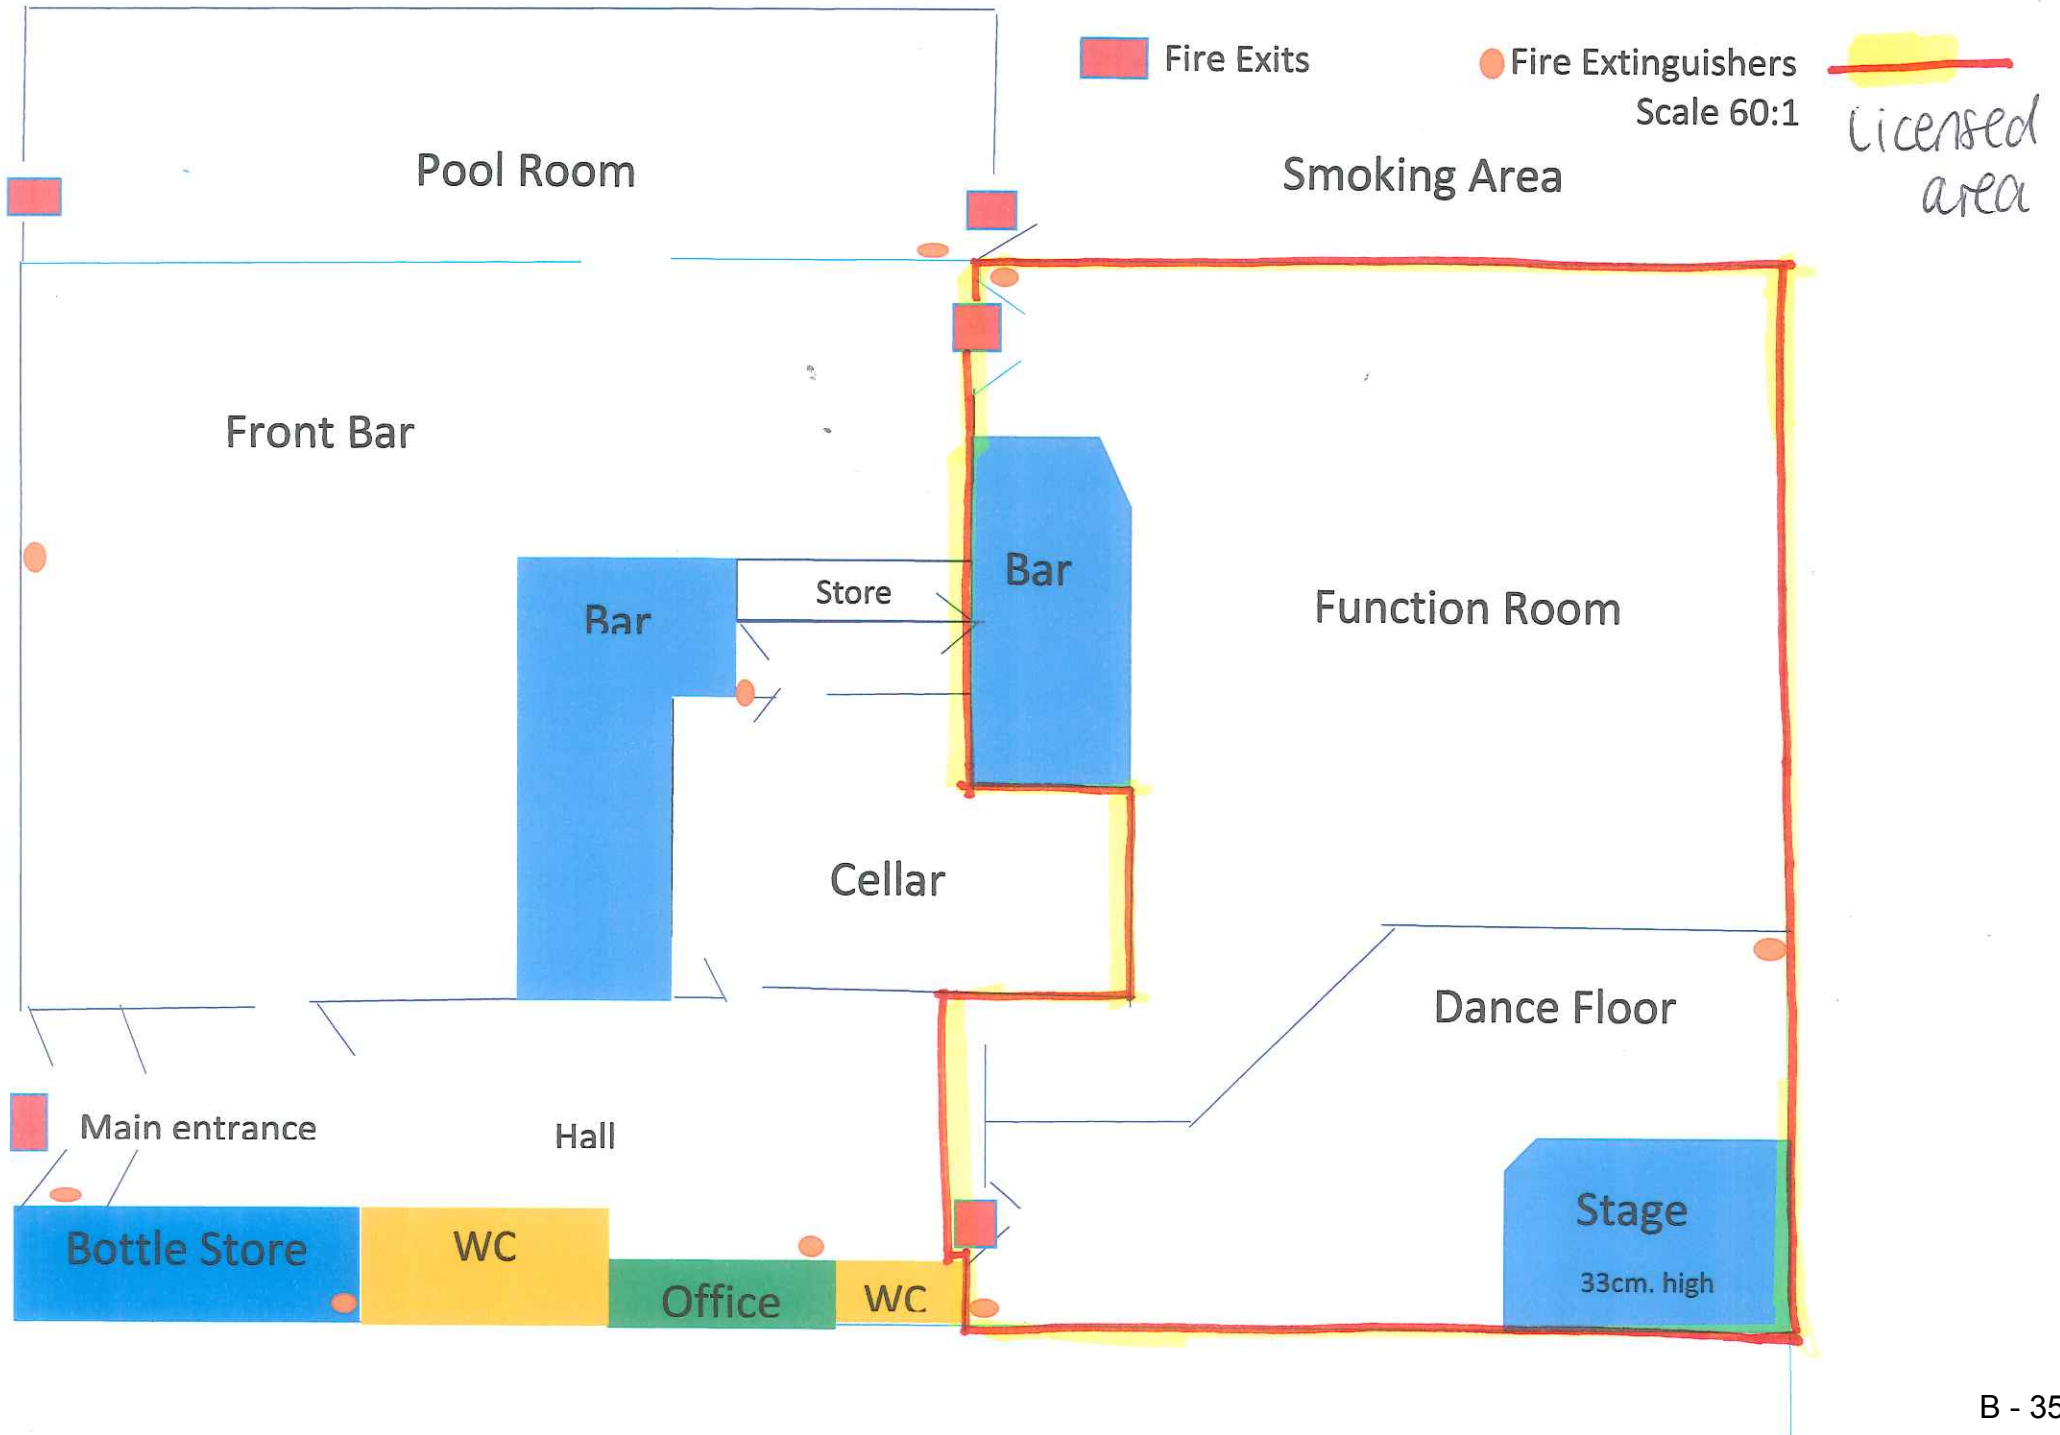 Fire Exits
Fire Extinguishers
Scale 60:1
Licensed
area
Pool Room
Smoking Area
Front Bar
Bar
Store
Bar
Function Room
Cellar
Dance Floor
Main entrance
Hall
Bottle Store
WC
Office
WC
Stage
33cm. high
B - 35